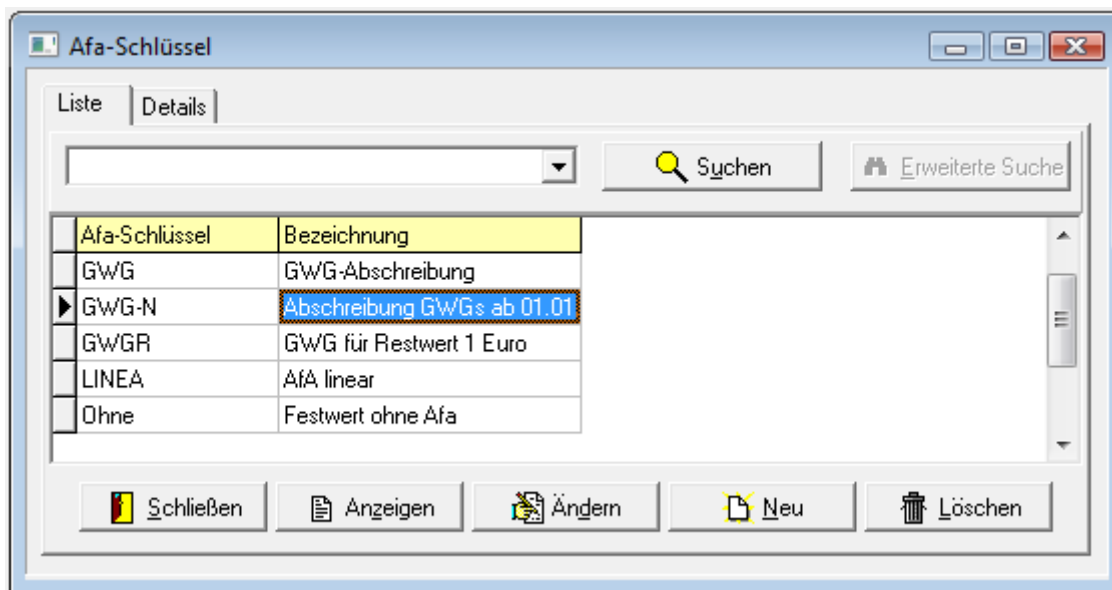 Afa-Schlüssel
Liste Details
Suchen Erweiterte Suche
Afa-Schlüssel Bezeichnung
GWG GWG-Abschreibung
GWG-N Abschreibung GWGs ab 01.01
GWGR GWG für Restwert 1 Euro
LINEA AfA linear
Ohne Festwert ohne Afa
Schließen Anzeigen Ändern Neu Löschen